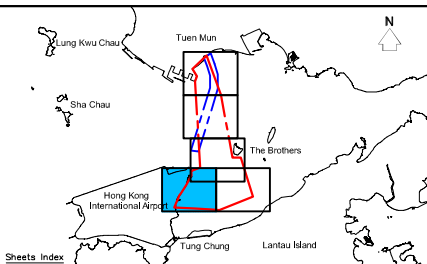 Tuen Mun
N
Lung Kwu Chau
Sha Chau
The Brothers
Hong Kong
International Airport
Tung Chung
Lantau Island
Sheets Index